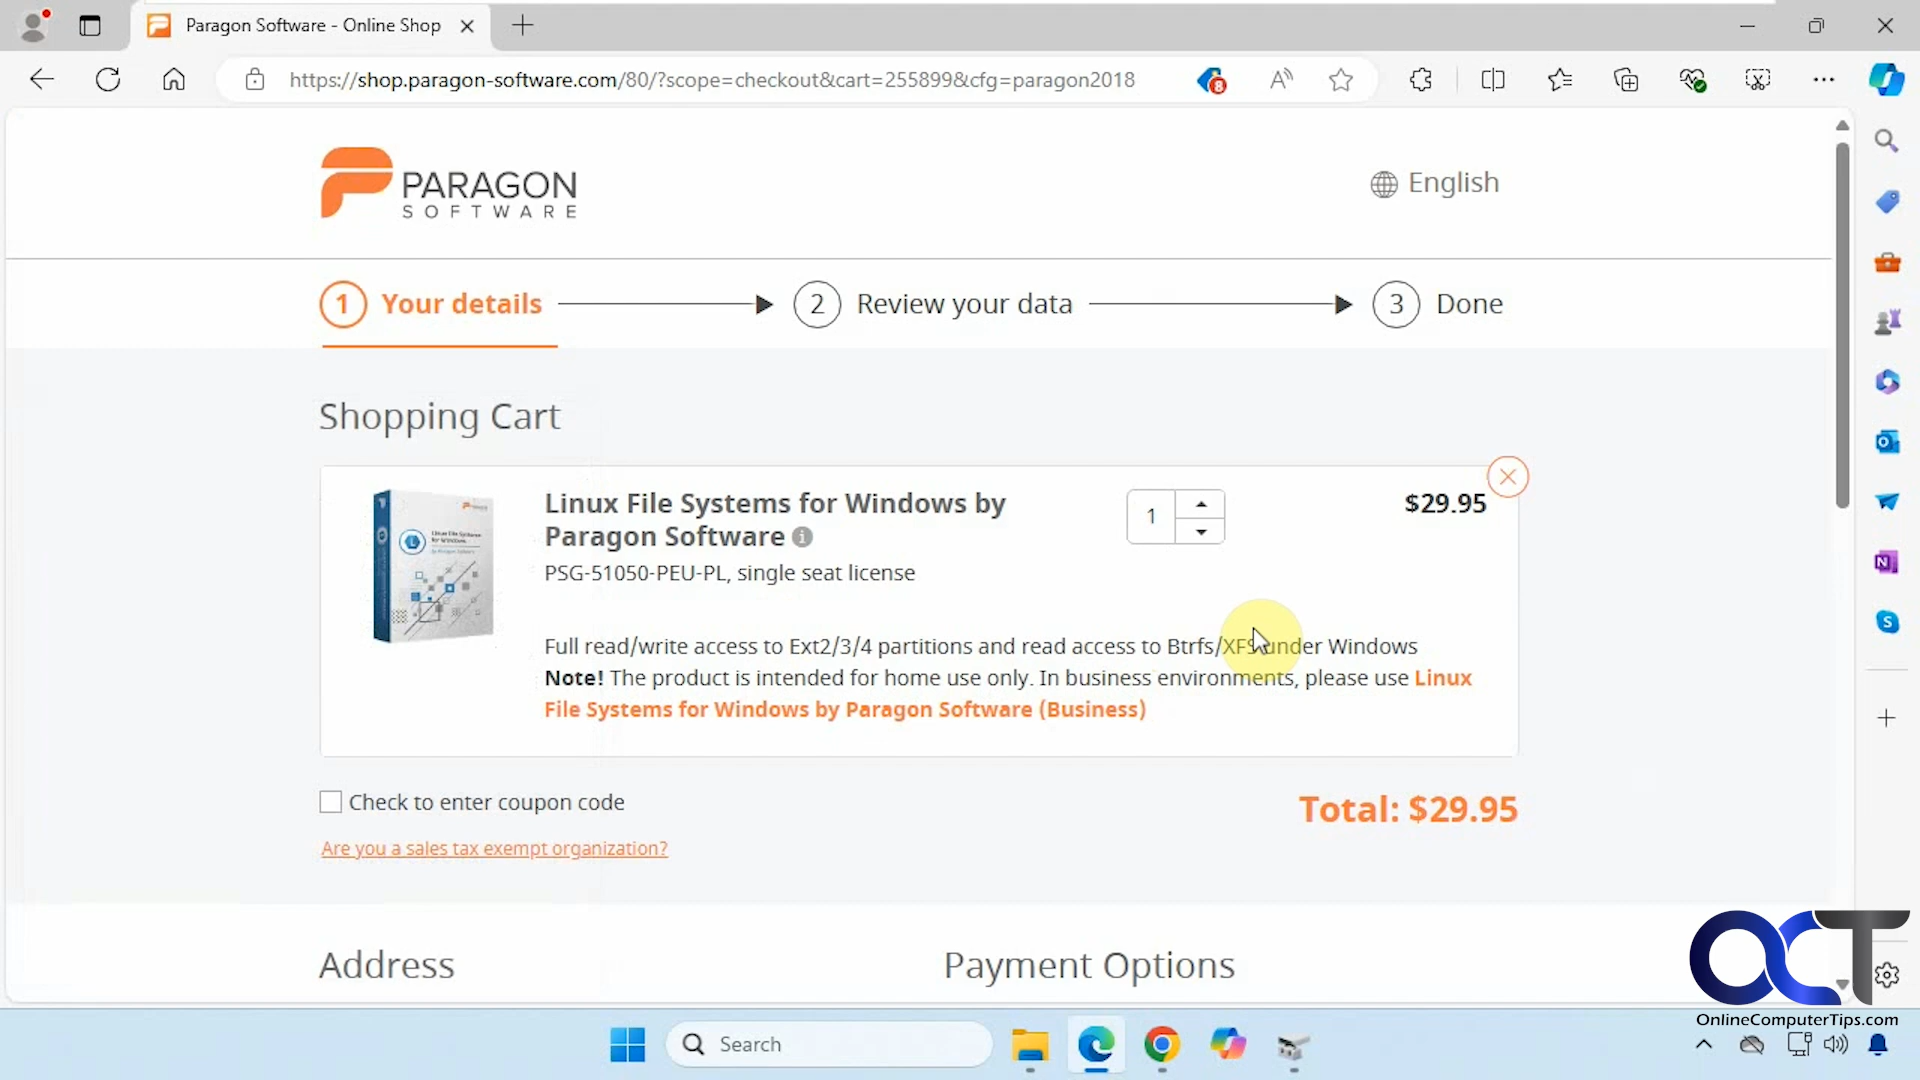 Paragon Software - Online Shop
https://shop.paragon-software.com/80/?scope=checkout&cart=255899&cfg=paragon2018
8
PARAGON
SOFTWARE
English
1 Your details
2 Review your data
3 Done
Shopping Cart
Linux File Systems for Windows by
Paragon Software
1
$29.95
PSG-51050-PEU-PL, single seat license
Full read/write access to Ext2/3/4 partitions and read access to Btrfs/XFS under Windows
Note! The product is intended for home use only. In business environments, please use Linux
File Systems for Windows by Paragon Software (Business)
Check to enter coupon code
Total: $29.95
Are you a sales tax exempt organization?
Address
Payment Options
OCT
OnlineComputerTips.com
Search